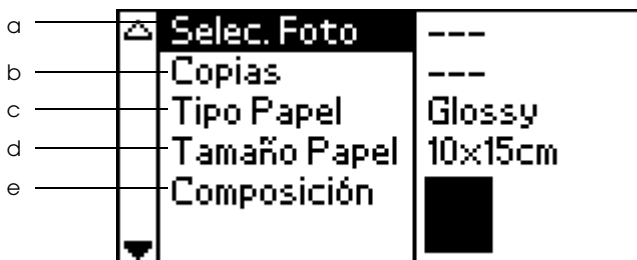 a Selec. Foto ---
b Copias ---
c Tipo Papel Glossy
d Tamaño Papel 10x15cm
e Composición